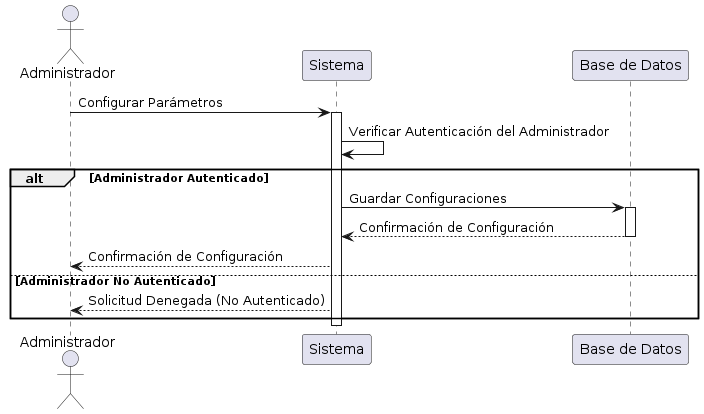 Administrador
Sistema
Base de Datos
Configurar Parámetros
Verificar Autenticación del Administrador
alt
[Administrador Autenticado]
Guardar Configuraciones
Confirmación de Configuración
Confirmación de Configuración
[Administrador No Autenticado]
Solicitud Denegada (No Autenticado)
Administrador
Sistema
Base de Datos